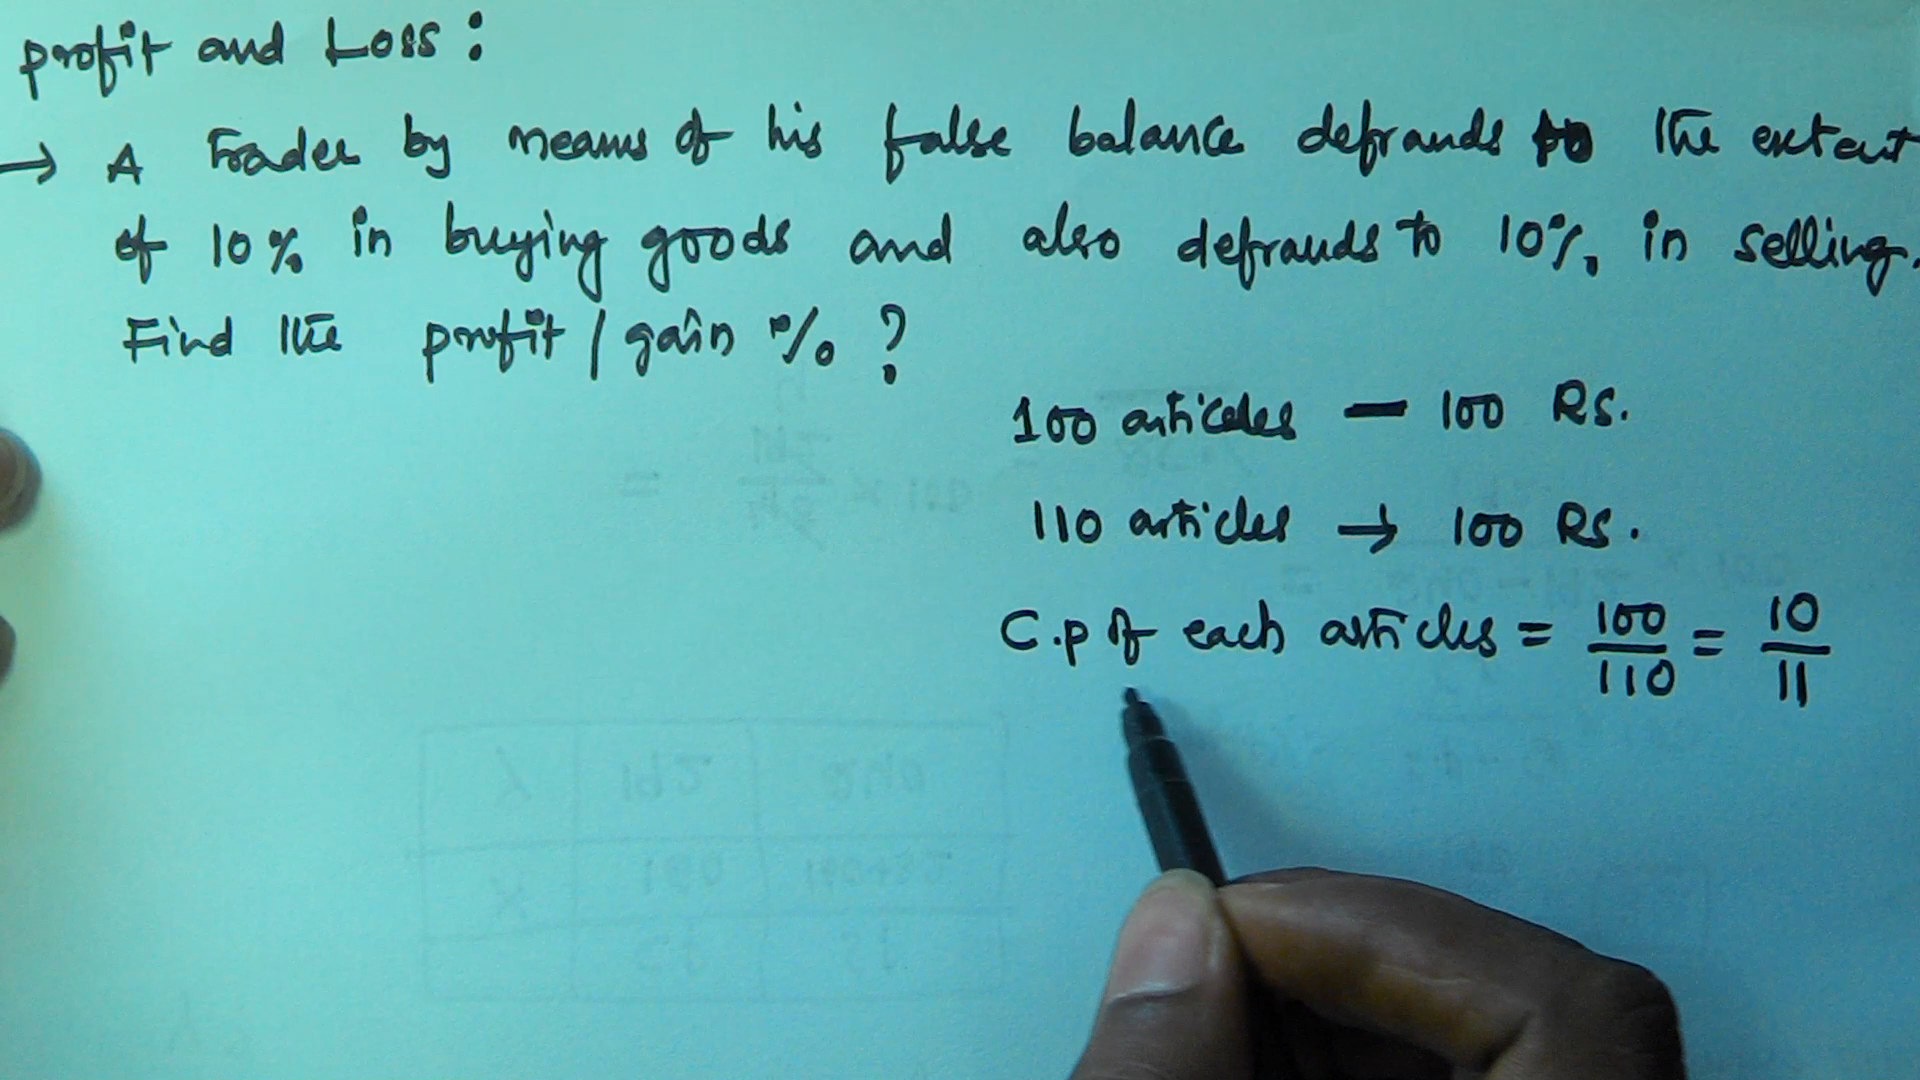 profit and Loss :
→ A Trader by means of his false balance defrauds to the extent
of 10% in buying goods and also defrauds to 10% in selling.
Find the profit / gain % ?
100 articles — 100 RS.
110 articles → 100 RS.
C.p of each articles = 100/110 = 10/11